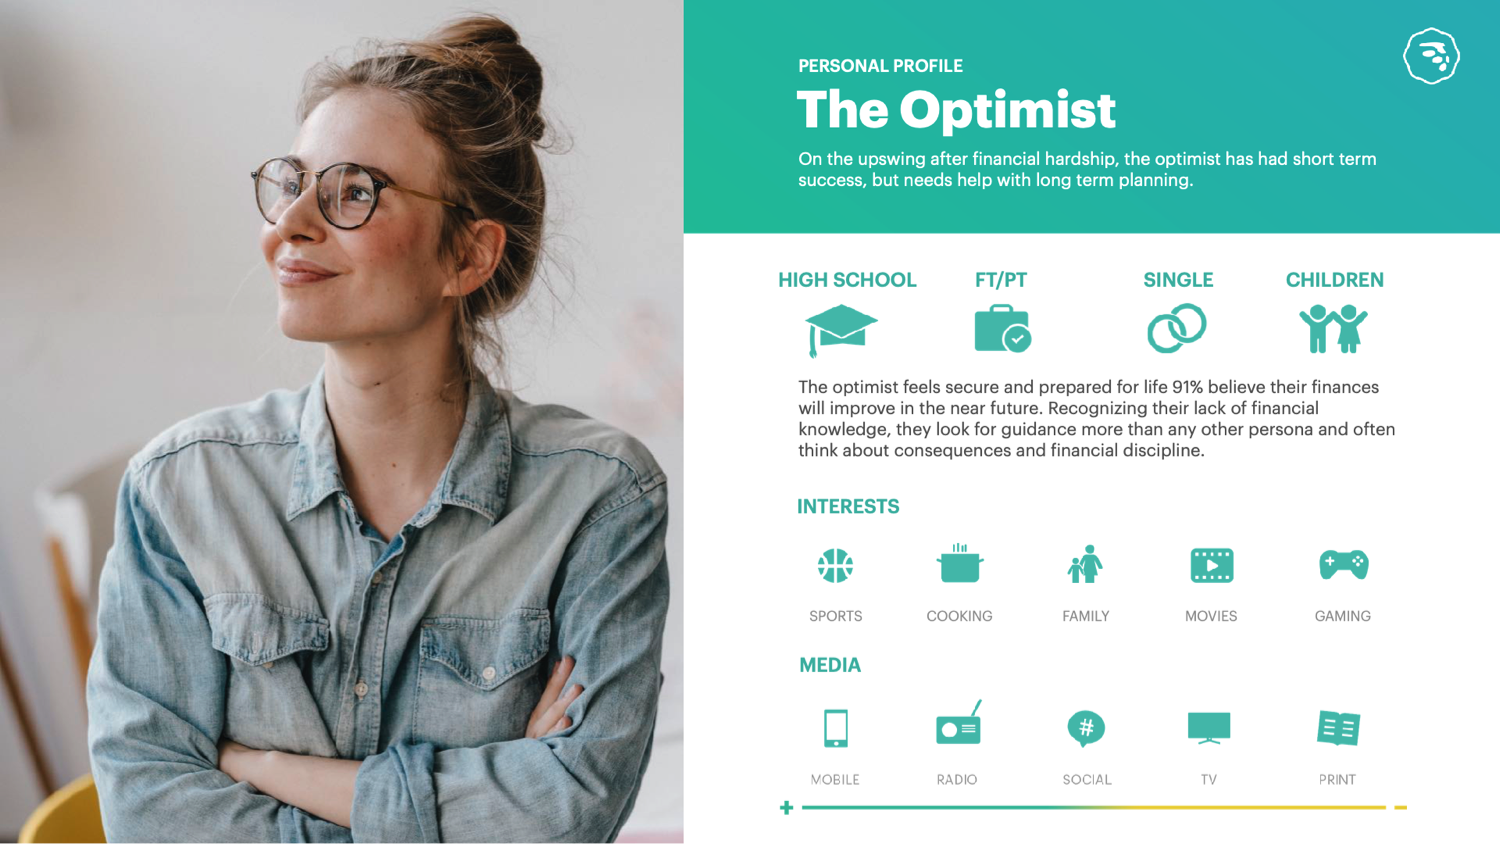 PERSONAL PROFILE
The Optimist
On the upswing after financial hardship, the optimist has had short term
success, but needs help with long term planning.
HIGH SCHOOL
FT/PT
SINGLE
CHILDREN
The optimist feels secure and prepared for life 91% believe their finances
will improve in the near future. Recognizing their lack of financial
knowledge, they look for guidance more than any other persona and often
think about consequences and financial discipline.
INTERESTS
SPORTS
COOKING
FAMILY
MOVIES
GAMING
MEDIA
#
MOBILE
RADIO
SOCIAL
TV
PRINT
+ −